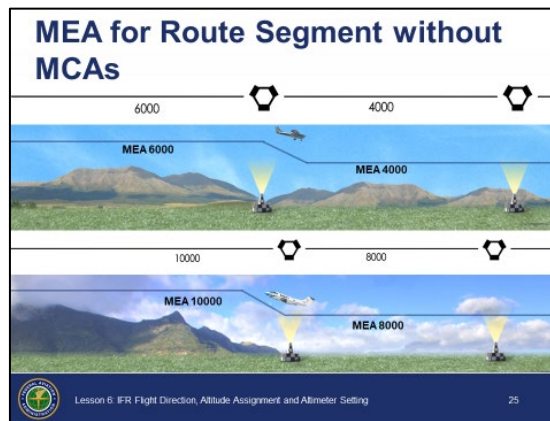 MEA for Route Segment without
MCAs
6000
4000
MEA 6000
MEA 4000
10000
8000
MEA 10000
MEA 8000
Lesson 6: IFR Flight Direction, Altitude Assignment and Altimeter Setting
25